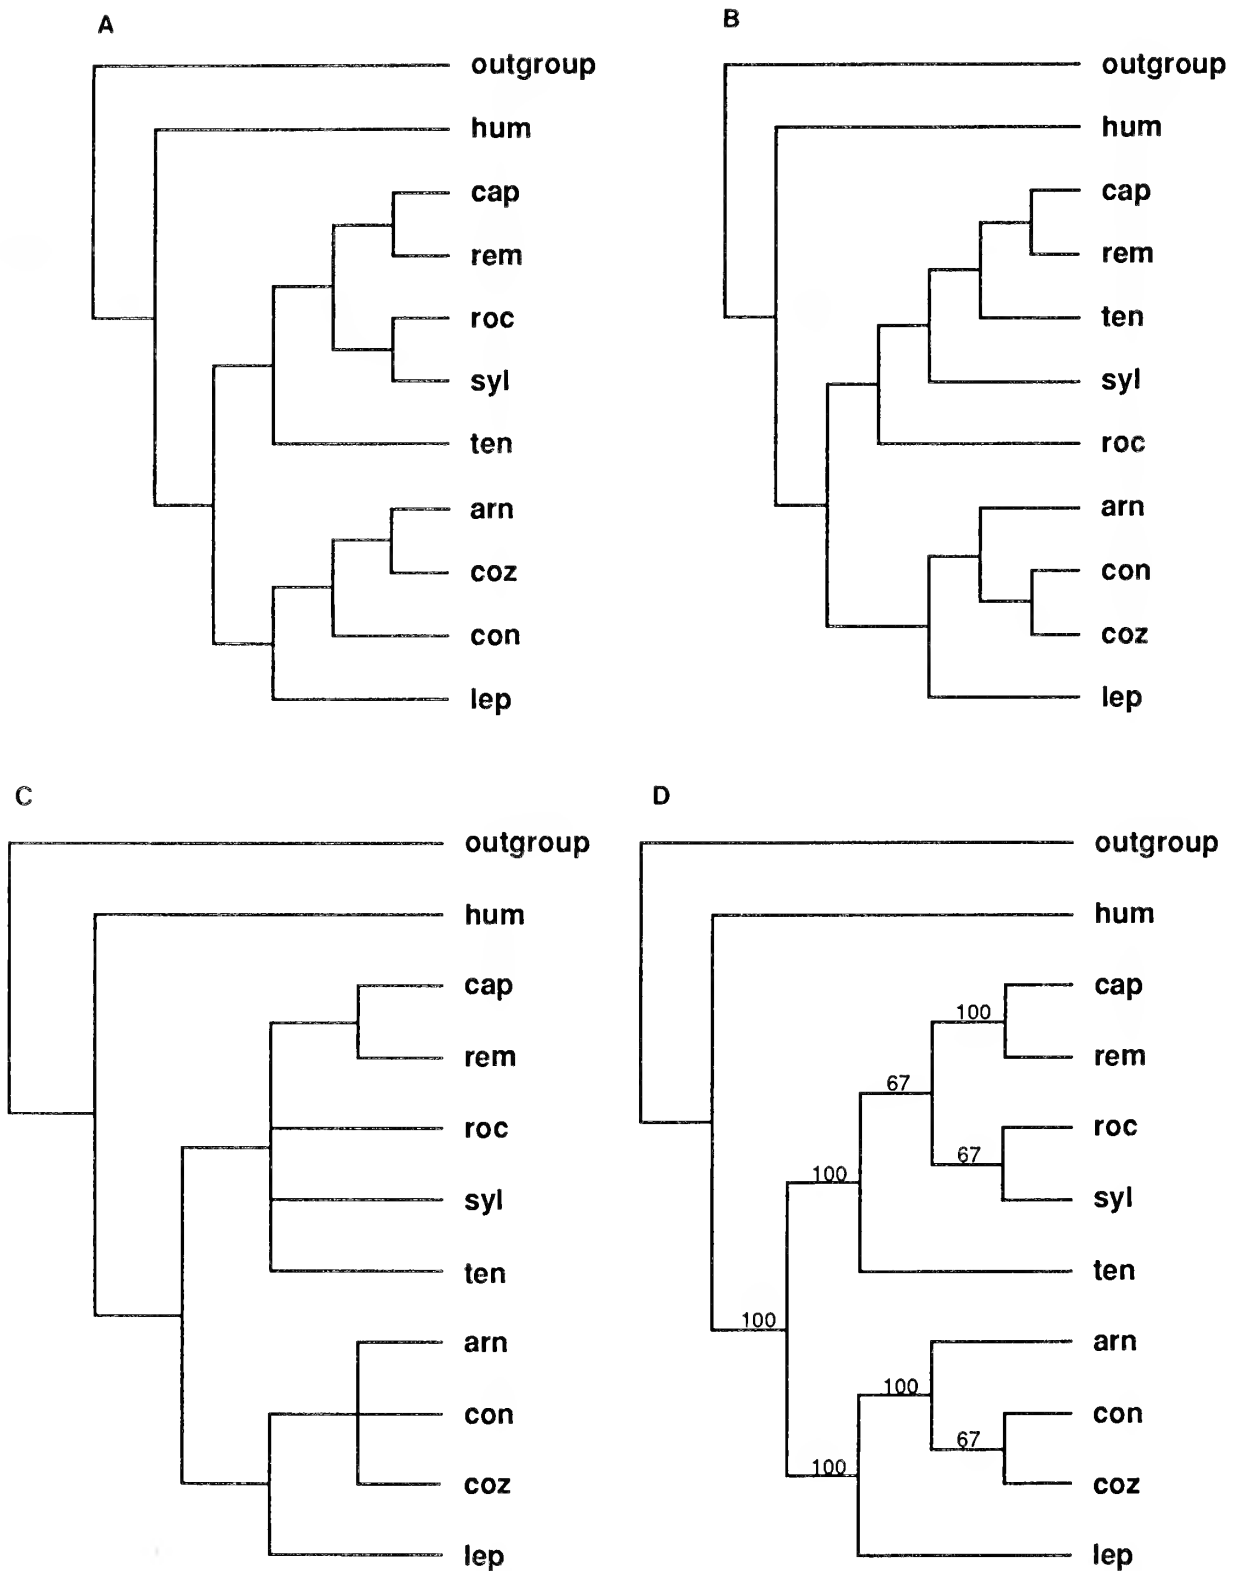 A
outgroup
hum
cap
rem
roc
syl
ten
arn
coz
con
lep
B
outgroup
hum
cap
rem
ten
syl
roc
arn
con
coz
lep
C
outgroup
hum
cap
rem
roc
syl
ten
arn
con
coz
lep
D
outgroup
hum
cap
100
rem
67
roc
67
100
syl
ten
100
arn
100
con
67
100
coz
lep